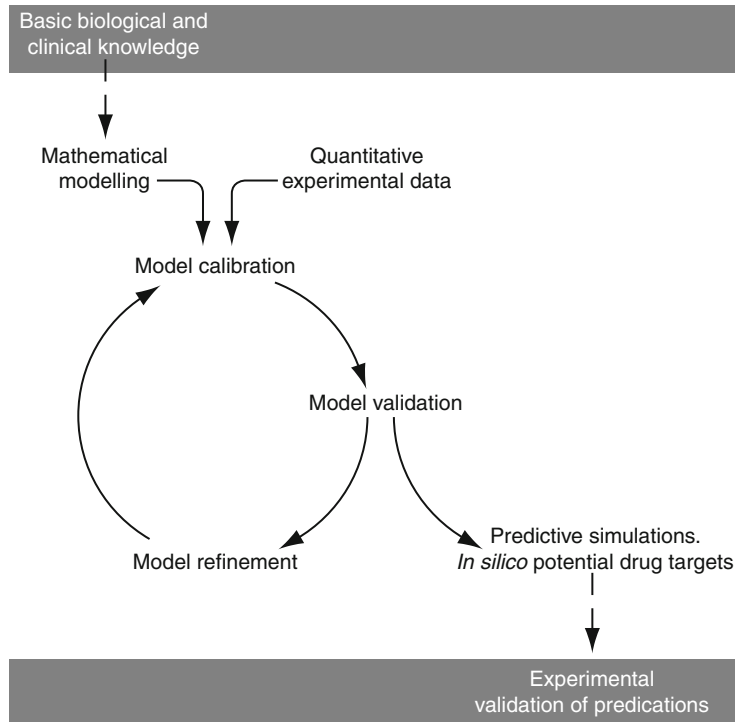 Basic biological and
clinical knowledge
Mathematical
modelling
Quantitative
experimental data
Model calibration
Model validation
Model refinement
Predictive simulations.
In silico potential drug targets
Experimental
validation of predications